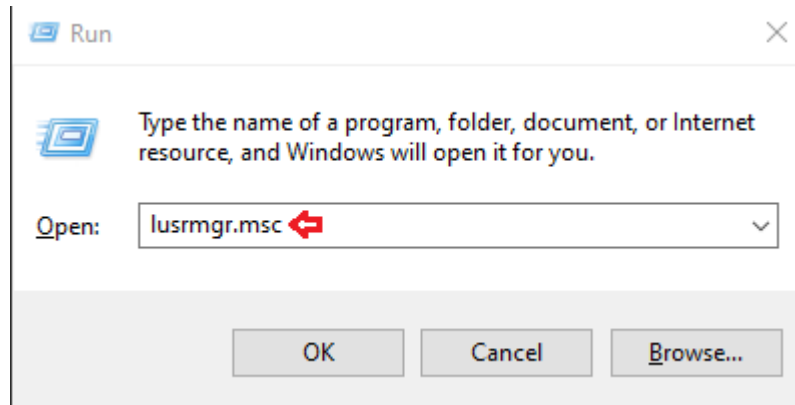 Run
Type the name of a program, folder, document, or Internet
resource, and Windows will open it for you.
Open: lusrmgr.msc
OK Cancel Browse...